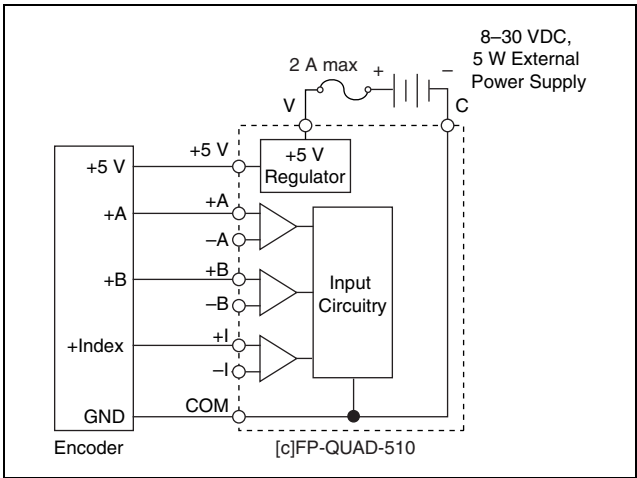 8–30 VDC,
5 W External
Power Supply
2 A max
+
–
V
C
+5 V
+5 V
+5 V
Regulator
+A
+A
–A
+B
+B
–B
Input
Circuitry
+Index
+I
–I
GND
COM
Encoder
[c]FP-QUAD-510